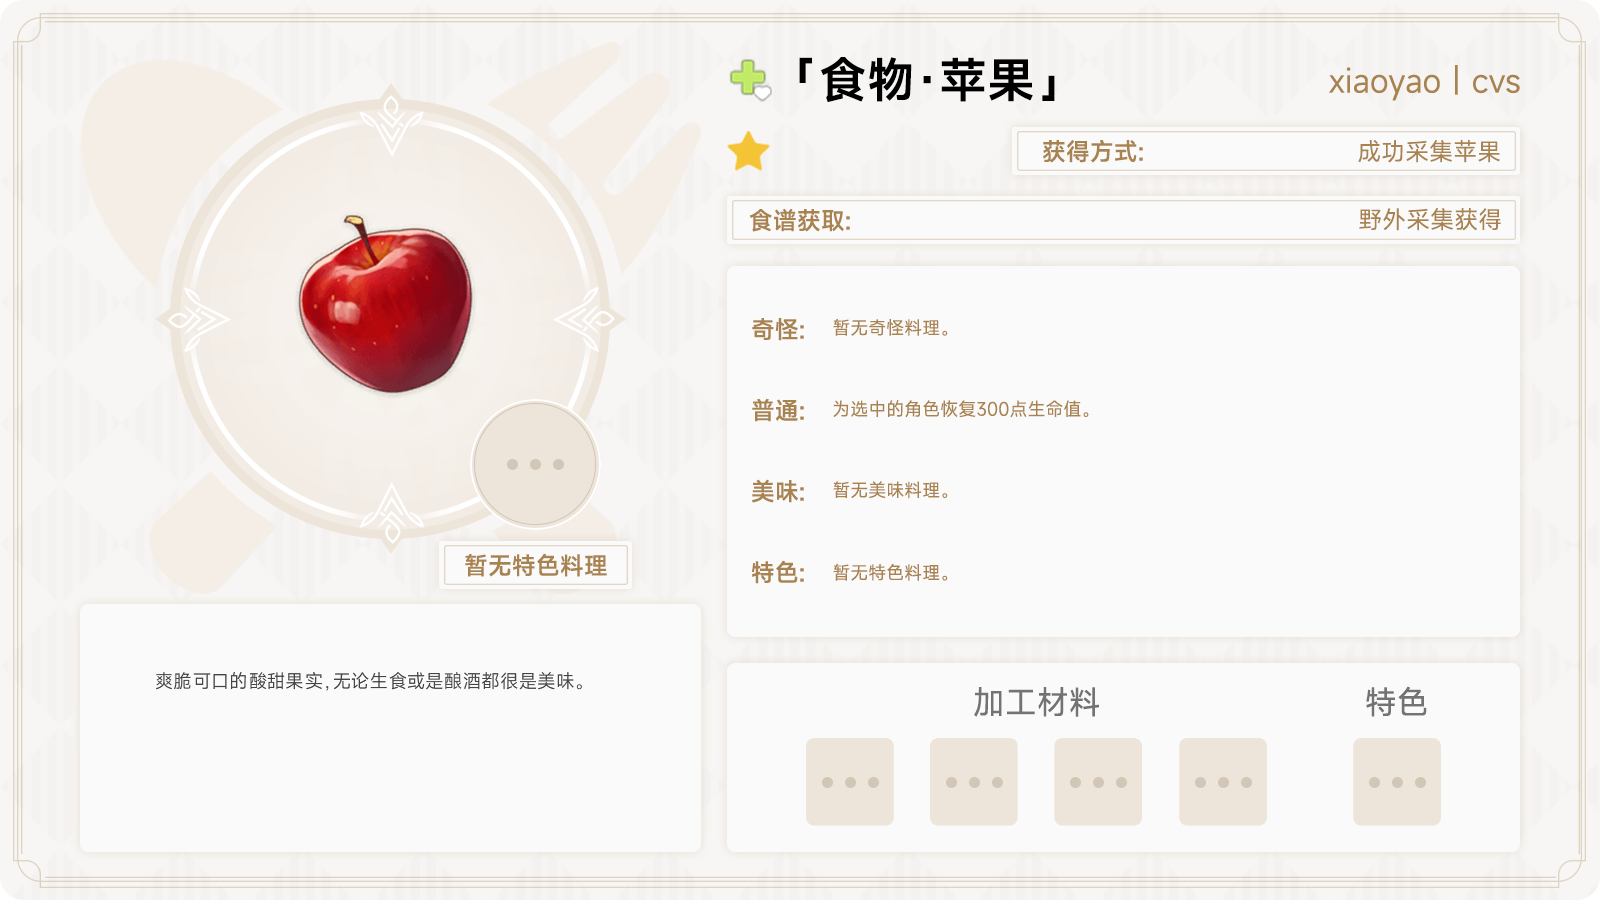 「食物·苹果」
xiaoyao | cvs
获得方式: 成功采集苹果
食谱获取: 野外采集获得
奇怪: 暂无奇怪料理。
普通: 为选中的角色恢复300点生命值。
美味: 暂无美味料理。
特色: 暂无特色料理。
暂无特色料理
爽脆可口的酸甜果实,无论生食或是酿酒都很是美味。
加工材料 特色